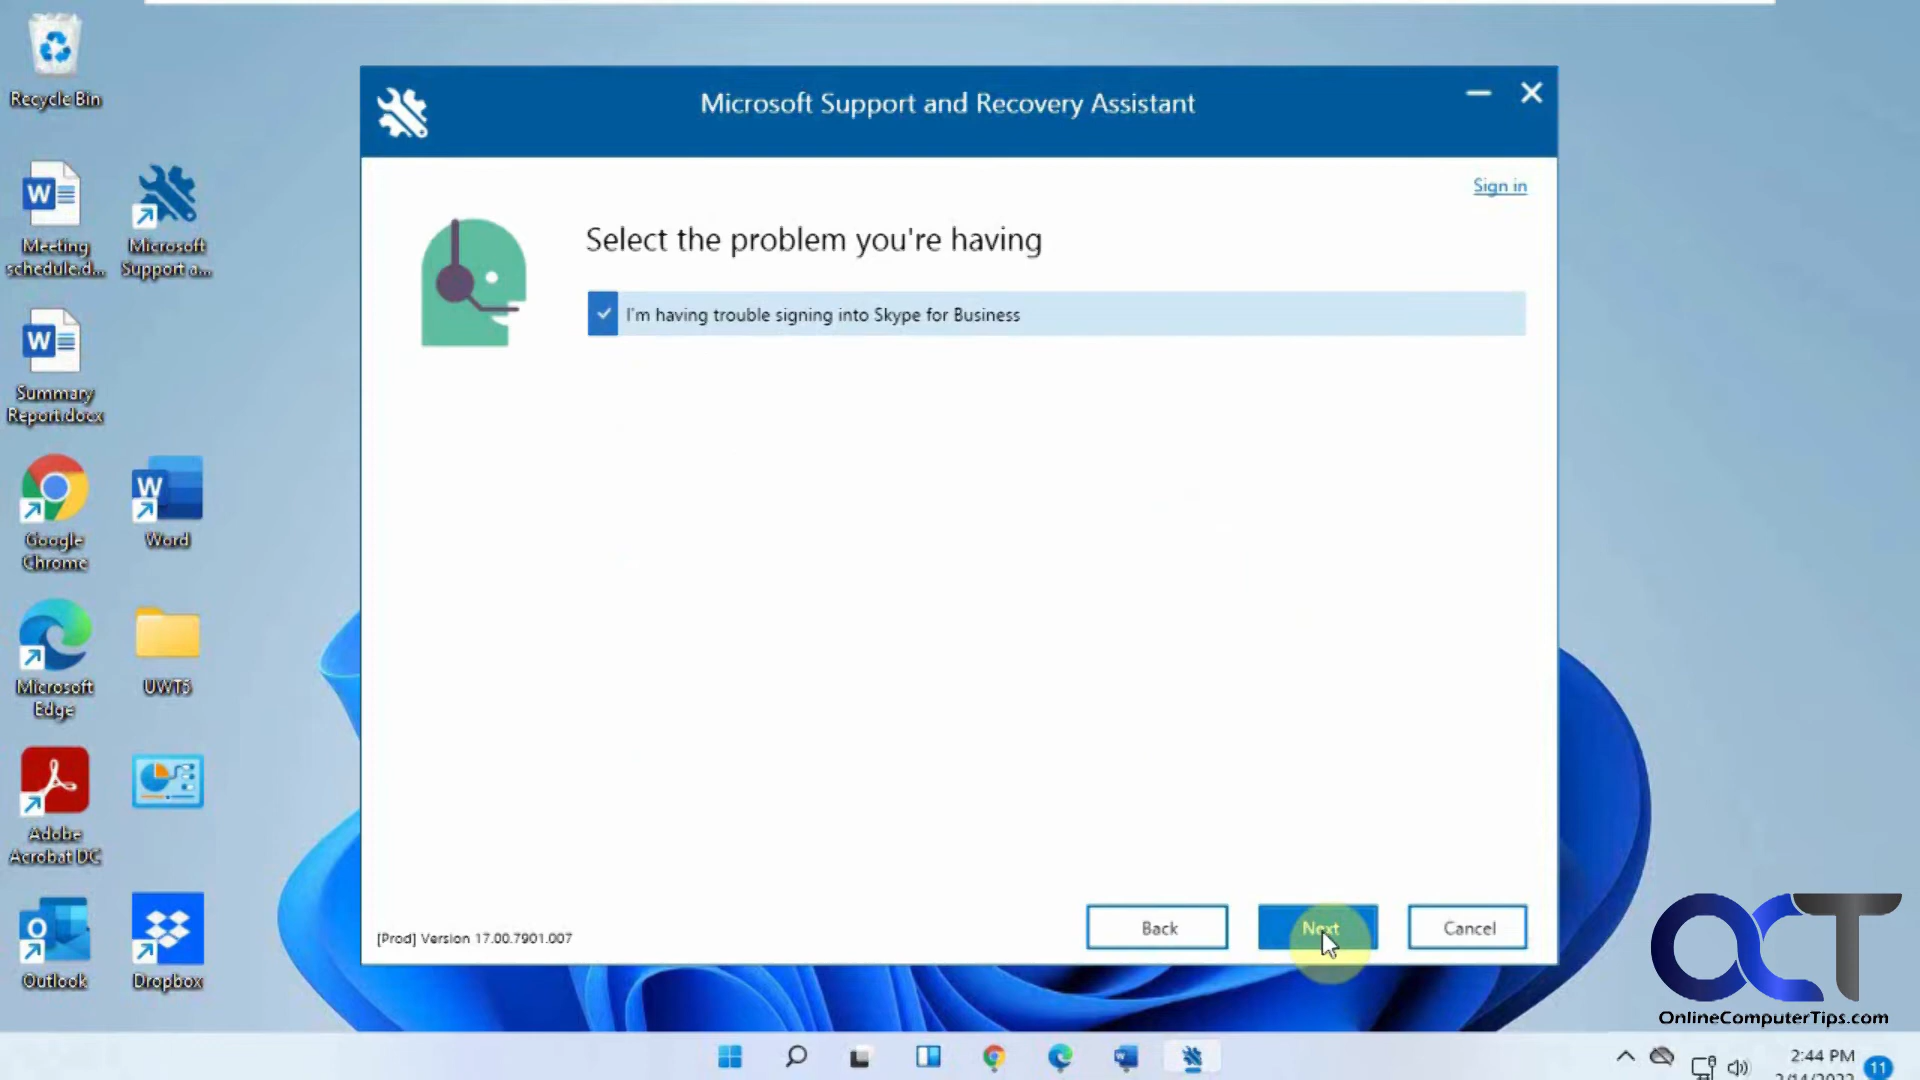 Microsoft Support and Recovery Assistant
Sign in
Select the problem you're having
I'm having trouble signing into Skype for Business
[Prod] Version 17.00.7901.007
Back
Next
Cancel
Recycle Bin
Meeting
schedule.d...
Microsoft
Support a...
Summary
Report.docx
Google
Chrome
Word
Microsoft
Edge
UWT5
Adobe
Acrobat DC
Outlook
Dropbox
OCT
OnlineComputerTips.com
2:44 PM
11